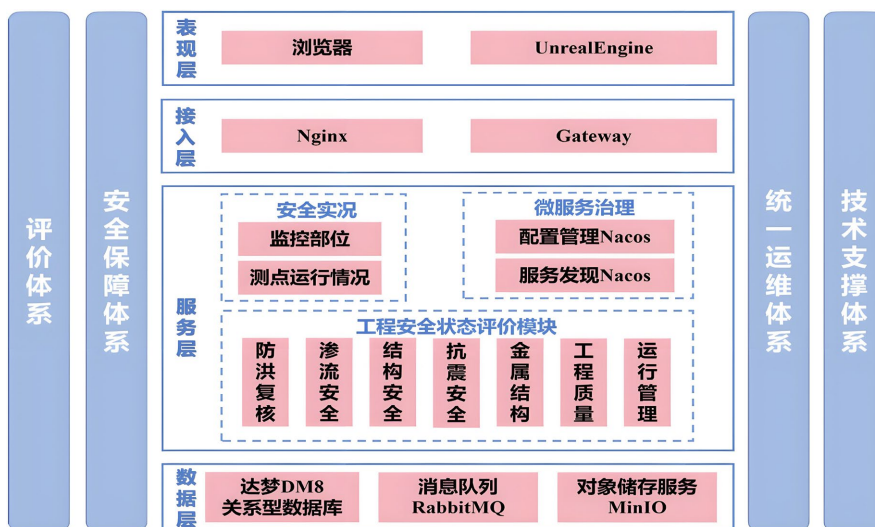 评价体系
安全保障体系
表现层
浏览器
UnrealEngine
接入层
Nginx
Gateway
服务层
安全实况
监控部位
测点运行情况
微服务治理
配置管理Nacos
服务发现Nacos
工程安全状态评价模块
防洪复核
渗流安全
结构安全
抗震安全
金属结构
工程质量
运行管理
数据层
达梦DM8
关系型数据库
消息队列
RabbitMQ
对象储存服务
MinIO
统一运维体系
技术支撑体系